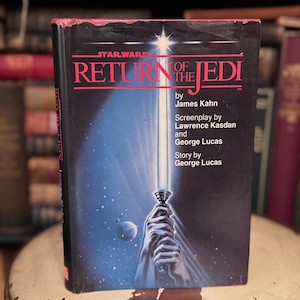 STAR WARS
RETURN OF THE JEDI
by
James Kahn
Screenplay by
Lawrence Kasdan
and
George Lucas
Story by
George Lucas